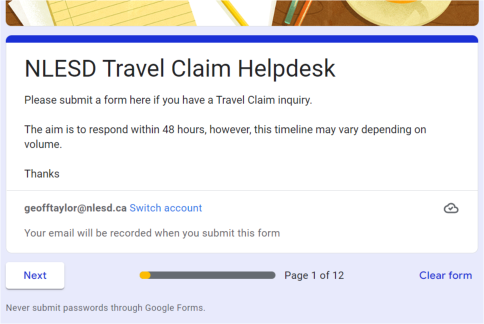 NLESD Travel Claim Helpdesk
Please submit a form here if you have a Travel Claim inquiry.
The aim is to respond within 48 hours, however, this timeline may vary depending on
volume.
Thanks
geofftaylor@nlesd.ca Switch account
Your email will be recorded when you submit this form
Next Page 1 of 12 Clear form
Never submit passwords through Google Forms.